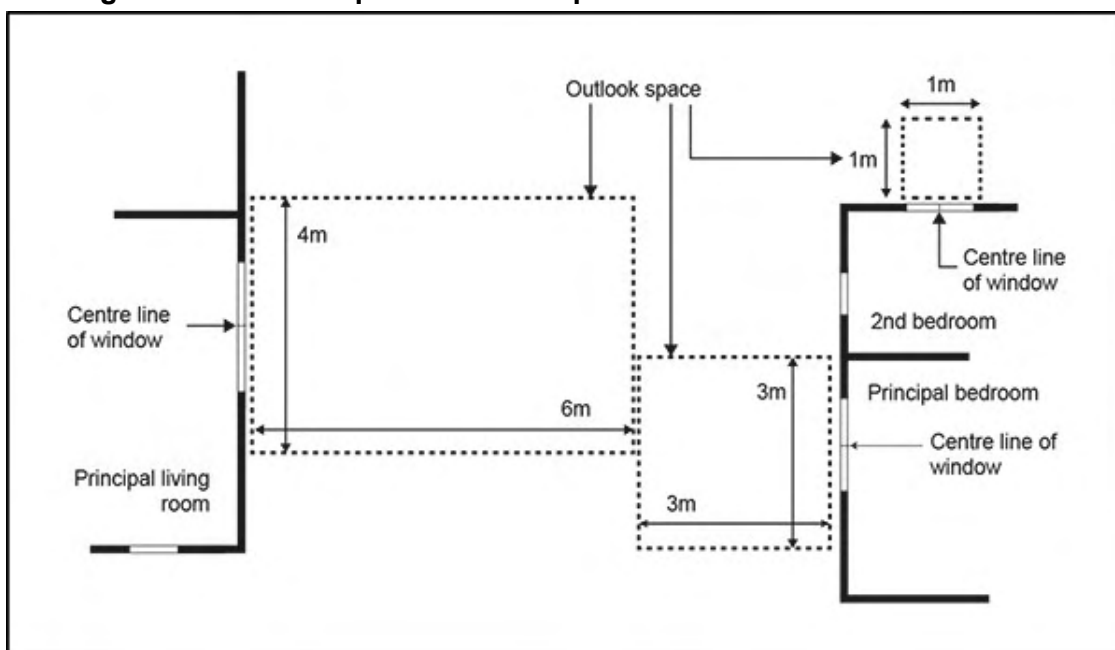 Outlook space
1m
1m
4m
Centre line
of window
Centre line
of window
2nd bedroom
3m
Principal bedroom
6m
Centre line of
window
Principal living
room
3m